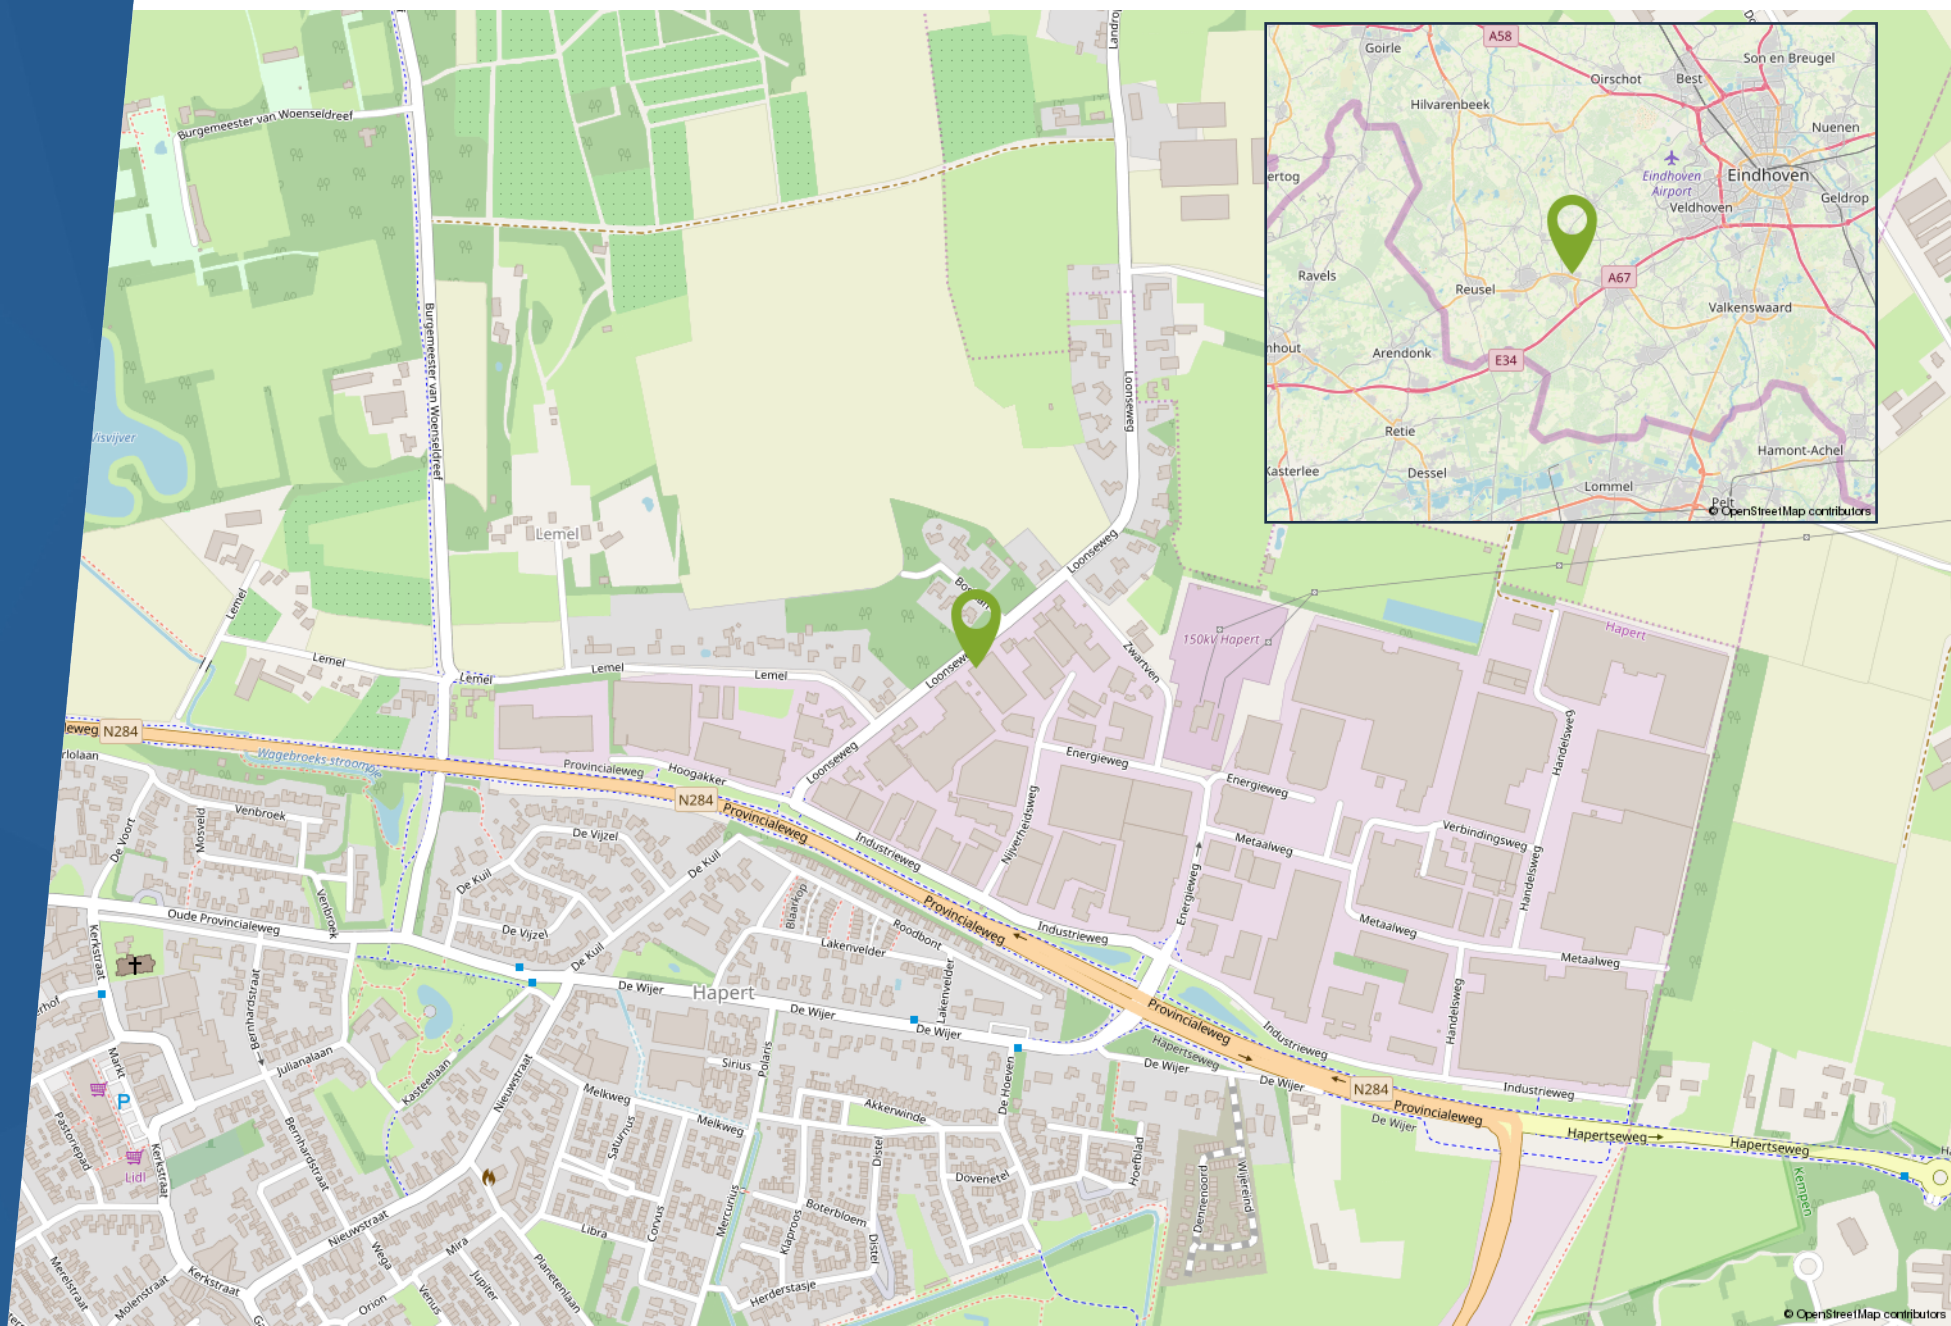 Burgemeester van Woenseldreef
Visvijver
Burgemeester van Woenseldreef
Loonseweg
Lemel
Loonseweg
Lemel
Lemel
Lemel
Lemel
Lemel
Loonseweg
Zwartven
150kV Hapert
Hapert
N284
Wagebroeks stroompje
Provincialeweg
Hoogakker
Loonseweg
N284
Provincialeweg
Energieweg
Energieweg
Handelsweg
Nijverheidsweg
Industrieweg
Metaalweg
Verbindingsweg
Handelsweg
Energieweg
Metaalweg
Metaalweg
Handelsweg
De Voort
Mosveld
Venbroek
Venbroek
De Vijzel
De Kuil
De Kuil
De Vijzel
De Kuil
Blaarkop
Roodbont
Lakenvelder
Lakenvelder
Provincialeweg
Industrieweg
Oude Provincialeweg
Kerkstraat
Bernhardstraat
De Wijer
Hapert
De Wijer
De Wijer
Provincialeweg
Industrieweg
Hapertseweg
De Wijer
De Wijer
N284
Provincialeweg
De Wijer
Industrieweg
Hapertseweg
Hapertseweg
Kempen
Markt
P
Julianalaan
Kasteellaan
Nieuwstraat
Sirius
Polaris
De Hoeven
Melkweg
Melkweg
Saturnus
Akkerwinde
Distel
Hoefblad
Dovenetel
Dennenoord
Wijereind
Pastoriepad
Lidl
Kerkstraat
Bernhardstraat
Nieuwstraat
Mercurius
Corvus
Libra
Boterbloem
Klaproos
Distel
Herderstasje
Merelstraat
Molenstraat
Kerkstraat
Wega
Mira
Orion
Venus
Jupiter
Planetenlaan
Goirle
A58
Son en Breugel
Oirschot
Best
Hilvarenbeek
Nuenen
Eindhoven
Airport
Eindhoven
Veldhoven
Geldrop
Ravels
Reusel
A67
Valkenswaard
Arendonk
E34
Retie
Hamont-Achel
Kasterlee
Dessel
Lommel
Pelt
© OpenStreetMap contributors
© OpenStreetMap contributors